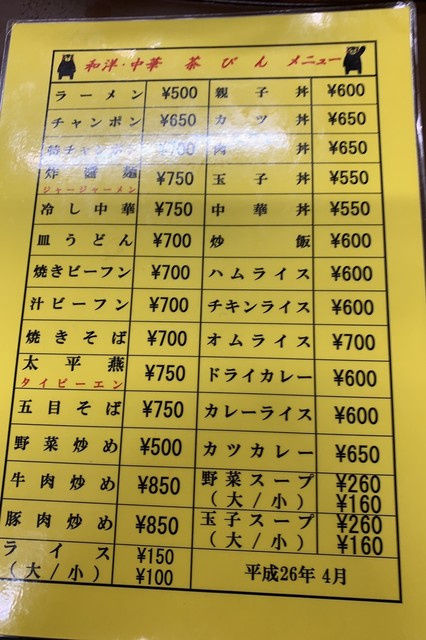 和洋・中華 茶びん メニュー
ラーメン ¥500 親子丼 ¥600
チャンポン ¥650 カツ丼 ¥650
特チャンポン ¥700 肉丼 ¥650
炸醤麺 ¥750 玉子丼 ¥550
ジャージャーメン
冷し中華 ¥750 中華丼 ¥550
皿うどん ¥700 炒飯 ¥600
焼きビーフン ¥700 ハムライス ¥600
汁ビーフン ¥700 チキンライス ¥600
焼きそば ¥700 オムライス ¥700
太平燕 ¥750 ドライカレー ¥600
タイピーエン
五目そば ¥750 カレーライス ¥600
野菜炒め ¥500 カツカレー ¥650
牛肉炒め ¥850 野菜スープ ¥260
(大/小) ¥160
豚肉炒め ¥850 玉子スープ ¥260
(大/小) ¥160
ライス ¥150
(大/小) ¥100
平成26年 4月